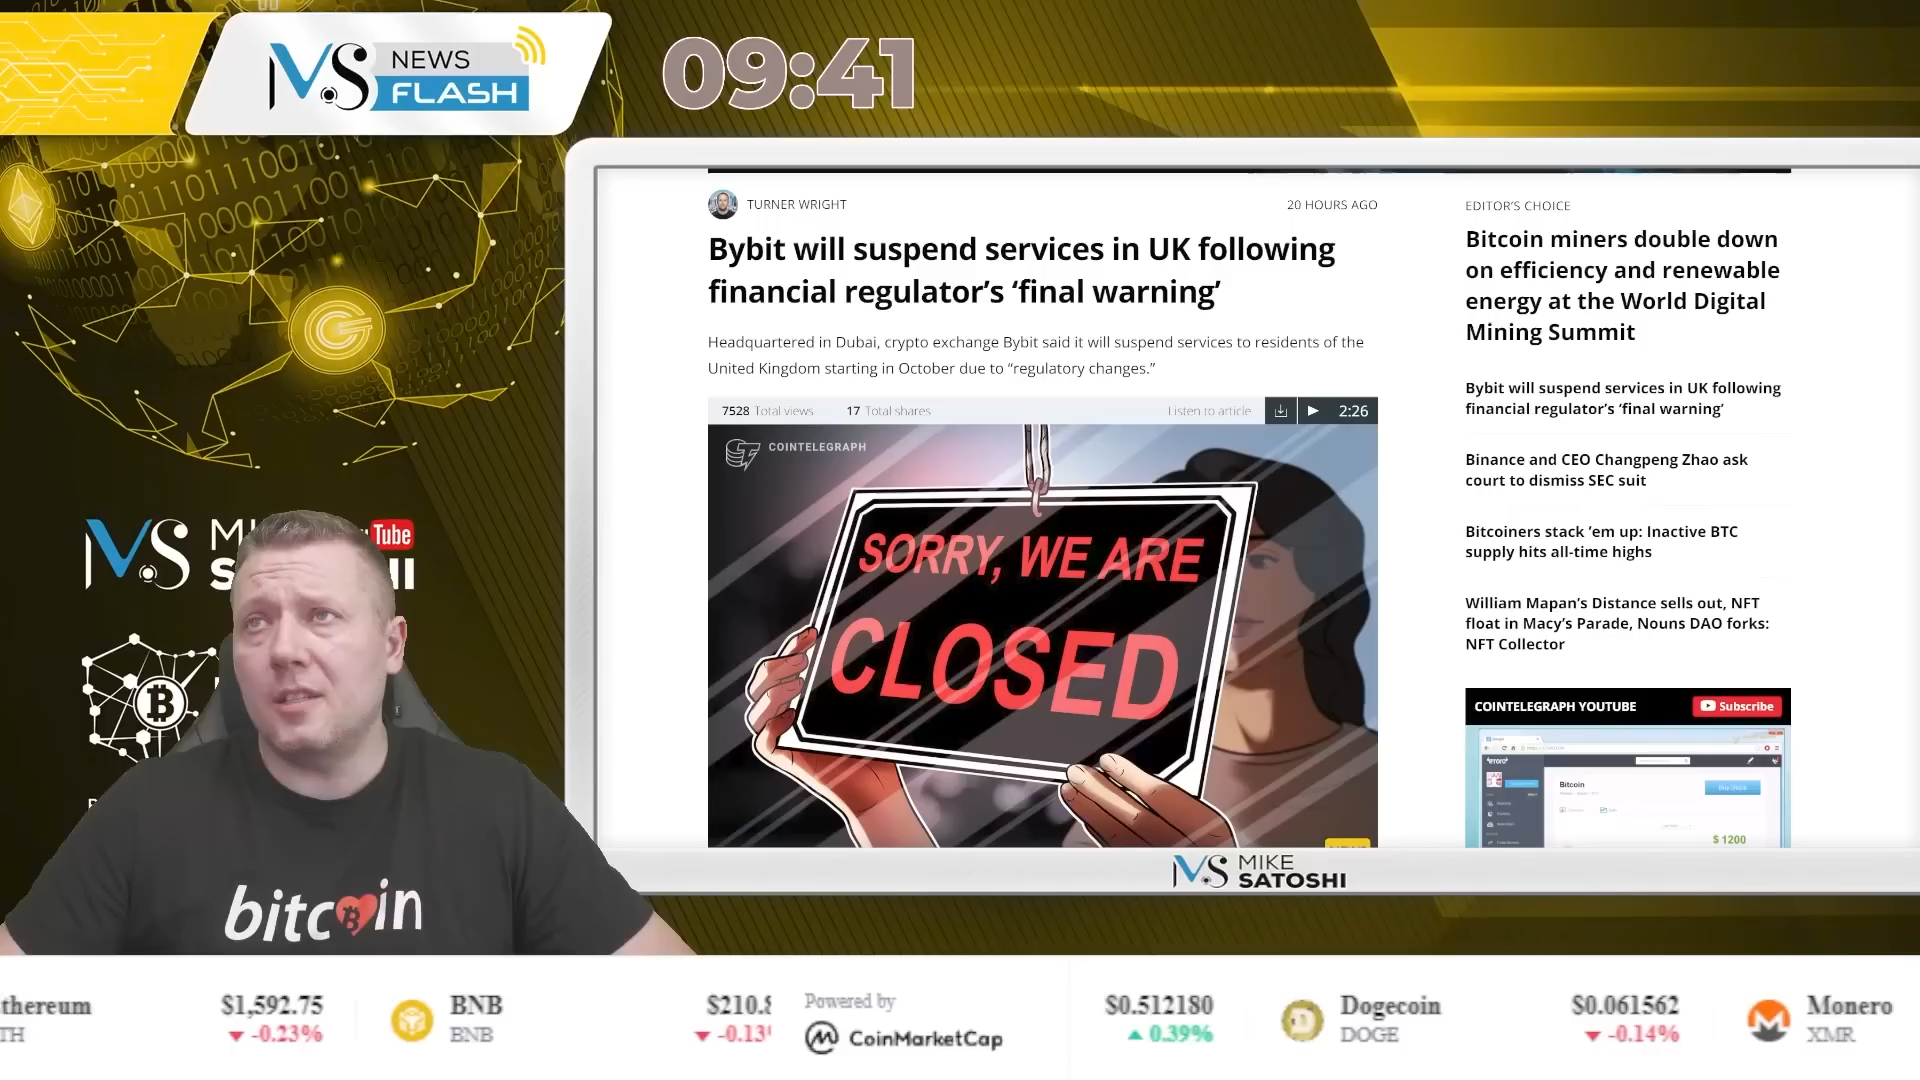 NEWS
FLASH
09:41
TURNER WRIGHT
20 HOURS AGO
Bybit will suspend services in UK following
financial regulator's ‘final warning’
Headquartered in Dubai, crypto exchange Bybit said it will suspend services to residents of the
United Kingdom starting in October due to “regulatory changes.”
7528 Total views
17 Total shares
Listen to article
2:26
COINTELEGRAPH
SORRY, WE ARE
CLOSED
EDITOR'S CHOICE
Bitcoin miners double down
on efficiency and renewable
energy at the World Digital
Mining Summit
Bybit will suspend services in UK following
financial regulator's ‘final warning’
Binance and CEO Changpeng Zhao ask
court to dismiss SEC suit
Bitcoiners stack ’em up: Inactive BTC
supply hits all-time highs
William Mapan's Distance sells out, NFT
float in Macy's Parade, Nouns DAO forks:
NFT Collector
COINTELEGRAPH YOUTUBE
Subscribe
Bitcoin
$ 1200
MIKE
SATOSHI
Tube
bitcoin
thereum
TH
$1,592.75
-0.23%
BNB
BNB
$210.8
-0.13
Powered by
CoinMarketCap
$0.512180
0.39%
Dogecoin
DOGE
$0.061562
-0.14%
Monero
XMR